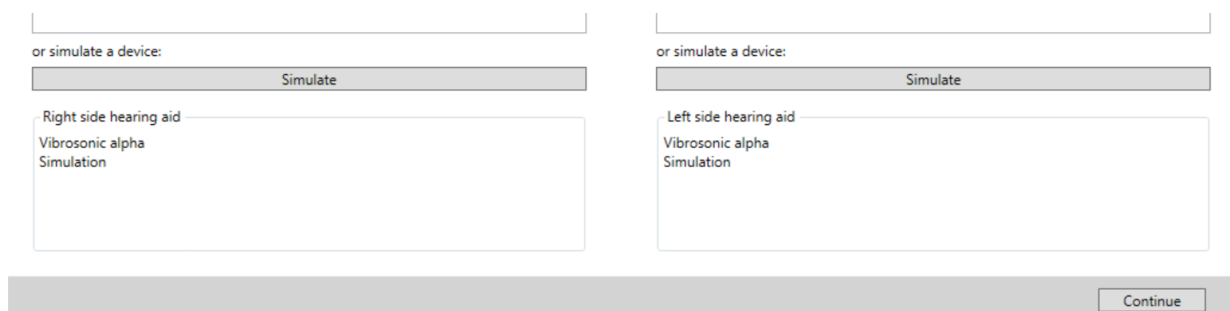 or simulate a device:
Simulate
Right side hearing aid
Vibrosonic alpha
Simulation
or simulate a device:
Simulate
Left side hearing aid
Vibrosonic alpha
Simulation
Continue